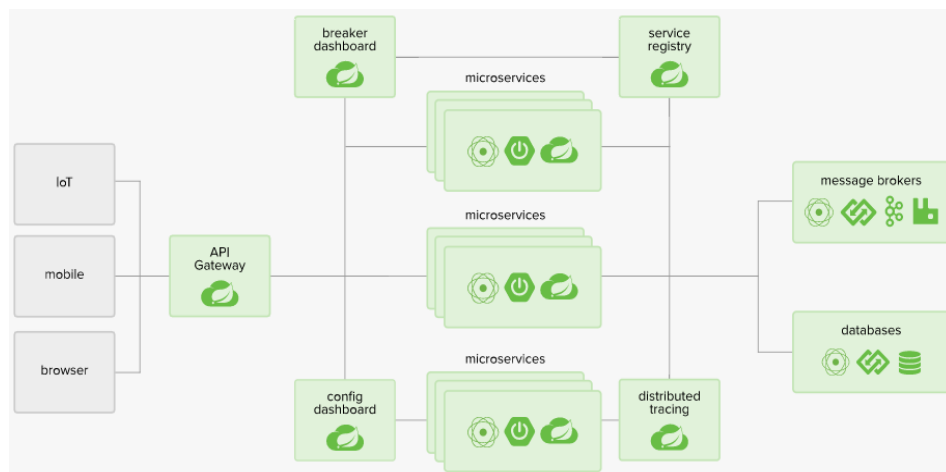 breaker
dashboard
service
registry
microservices
IoT
mobile
browser
API
Gateway
microservices
message brokers
databases
microservices
config
dashboard
distributed
tracing